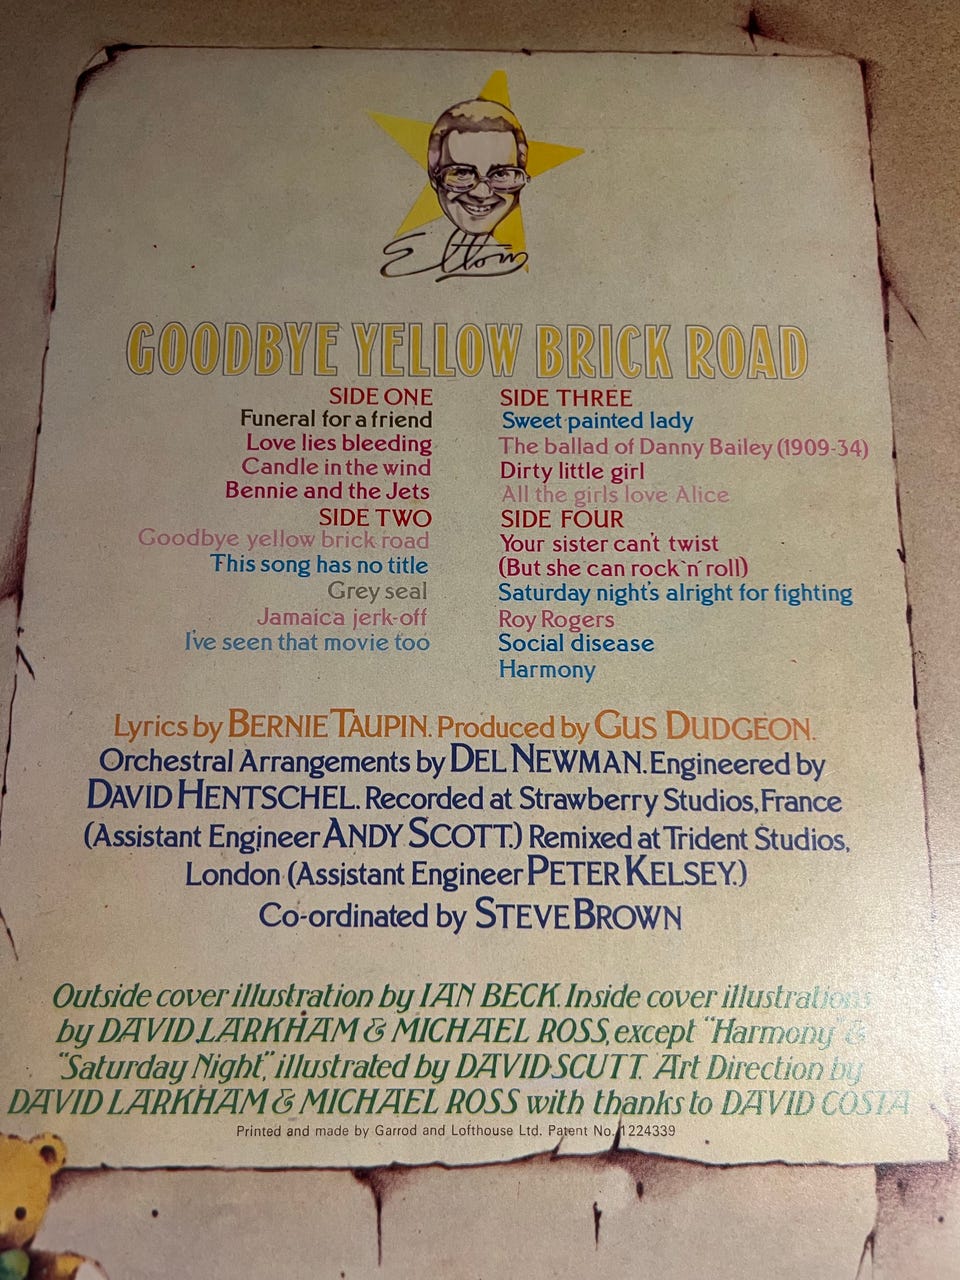 Elton
GOODBYE YELLOW BRICK ROAD
SIDE ONE
Funeral for a friend
Love lies bleeding
Candle in the wind
Bennie and the Jets
SIDE TWO
Goodbye yellow brick road
This song has no title
Grey seal
Jamaica jerk-off
I've seen that movie too
SIDE THREE
Sweet painted lady
The ballad of Danny Bailey (1909-34)
Dirty little girl
All the girls love Alice
SIDE FOUR
Your sister can't twist
(But she can rock`n´roll)
Saturday night's alright for fighting
Roy Rogers
Social disease
Harmony
Lyrics by BERNIE TAUPIN. Produced by GUS DUDGEON.
Orchestral Arrangements by DEL NEWMAN. Engineered by
DAVID HENTSCHEL. Recorded at Strawberry Studios, France
(Assistant Engineer ANDY SCOTT.) Remixed at Trident Studios,
London (Assistant Engineer PETER KELSEY.)
Co-ordinated by STEVE BROWN
Outside cover illustration by IAN BECK. Inside cover illustrations
by DAVID LARKHAM & MICHAEL ROSS, except "Harmony" &
"Saturday Night", illustrated by DAVID SCUTT. Art Direction by
DAVID LARKHAM & MICHAEL ROSS with thanks to DAVID COSTA
Printed and made by Garrod and Lofthouse Ltd. Patent No. 1224339